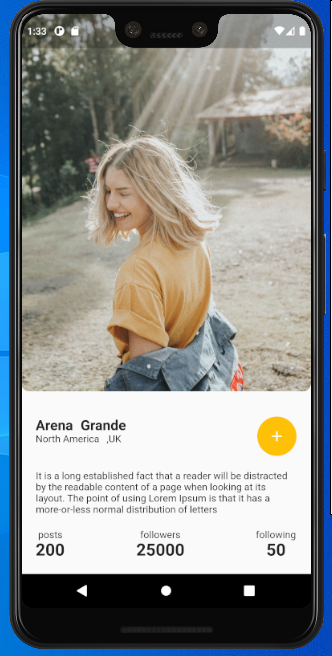 1:33
Arena Grande
North America ,UK
It is a long established fact that a reader will be distracted
by the readable content of a page when looking at its
layout. The point of using Lorem Ipsum is that it has a
more-or-less normal distribution of letters
posts followers following
200 25000 50